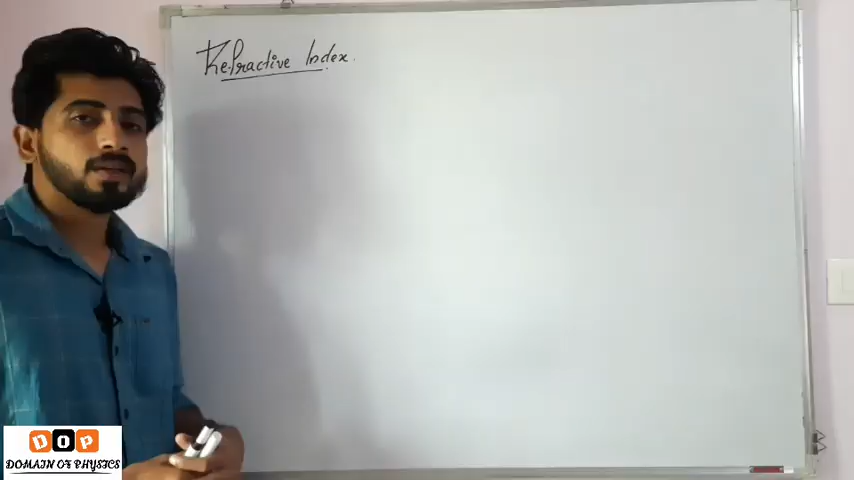 Refractive Index.
DOP
DOMAIN OF PHYSICS